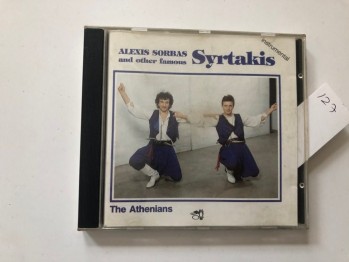 ALEXIS SORBAS
and other famous
Syrtakis
instrumental
The Athenians
127